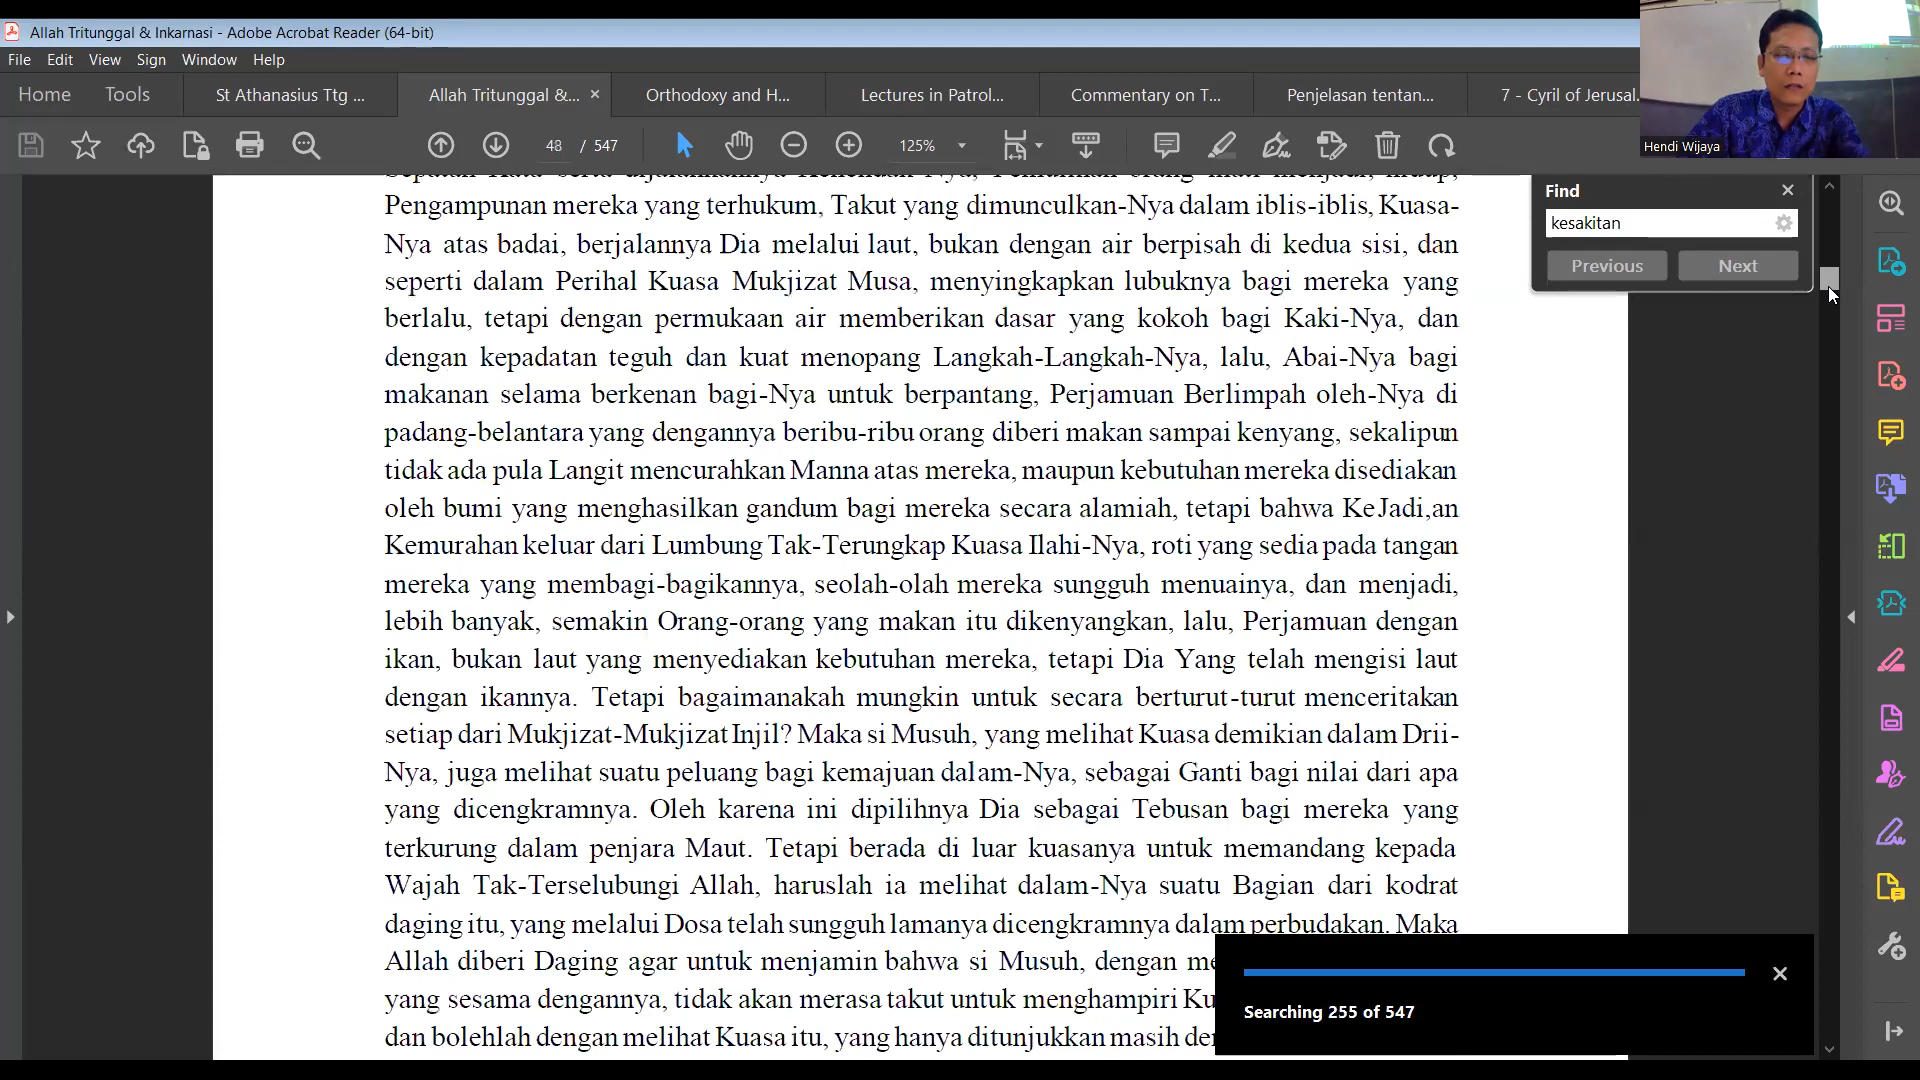 Allah Tritunggal & Inkarnasi - Adobe Acrobat Reader (64-bit)
File Edit View Sign Window Help
Home Tools St Athanasius Ttg ... Allah Tritunggal &... Orthodoxy and H... Lectures in Patrol... Commentary on T... Penjelasan tentan... 7 - Cyril of Jerusal.
48 / 547 125%
Hendi Wijaya
Find
kesakitan
Previous Next
Pengampunan mereka yang terhukum, Takut yang dimunculkan-Nya dalam iblis-iblis, Kuasa-
Nya atas badai, berjalannya Dia melalui laut, bukan dengan air berpisah di kedua sisi, dan
seperti dalam Perihal Kuasa Mukjizat Musa, menyingkapkan lubuknya bagi mereka yang
berlalu, tetapi dengan permukaan air memberikan dasar yang kokoh bagi Kaki-Nya, dan
dengan kepadatan teguh dan kuat menopang Langkah-Langkah-Nya, lalu, Abai-Nya bagi
makanan selama berkenan bagi-Nya untuk berpantang, Perjamuan Berlimpah oleh-Nya di
padang-belantara yang dengannya beribu-ribu orang diberi makan sampai kenyang, sekalipun
tidak ada pula Langit mencurahkan Manna atas mereka, maupun kebutuhan mereka disediakan
oleh bumi yang menghasilkan gandum bagi mereka secara alamiah, tetapi bahwa KeJadi,an
Kemurahan keluar dari Lumbung Tak-Terungkap Kuasa Ilahi-Nya, roti yang sedia pada tangan
mereka yang membagi-bagikannya, seolah-olah mereka sungguh menuainya, dan menjadi,
lebih banyak, semakin Orang-orang yang makan itu dikenyangkan, lalu, Perjamuan dengan
ikan, bukan laut yang menyediakan kebutuhan mereka, tetapi Dia Yang telah mengisi laut
dengan ikannya. Tetapi bagaimanakah mungkin untuk secara berturut-turut menceritakan
setiap dari Mukjizat-Mukjizat Injil? Maka si Musuh, yang melihat Kuasa demikian dalam Drii-
Nya, juga melihat suatu peluang bagi kemajuan dalam-Nya, sebagai Ganti bagi nilai dari apa
yang dicengkramnya. Oleh karena ini dipilihnya Dia sebagai Tebusan bagi mereka yang
terkurung dalam penjara Maut. Tetapi berada di luar kuasanya untuk memandang kepada
Wajah Tak-Terselubungi Allah, haruslah ia melihat dalam-Nya suatu Bagian dari kodrat
daging itu, yang melalui Dosa telah sungguh lamanya dicengkramnya dalam perbudakan. Maka
Allah diberi Daging agar untuk menjamin bahwa si Musuh, dengan
yang sesama dengannya, tidak akan merasa takut untuk menghampiri
dan bolehlah dengan melihat Kuasa itu, yang hanya ditunjukkan masih
Searching 255 of 547